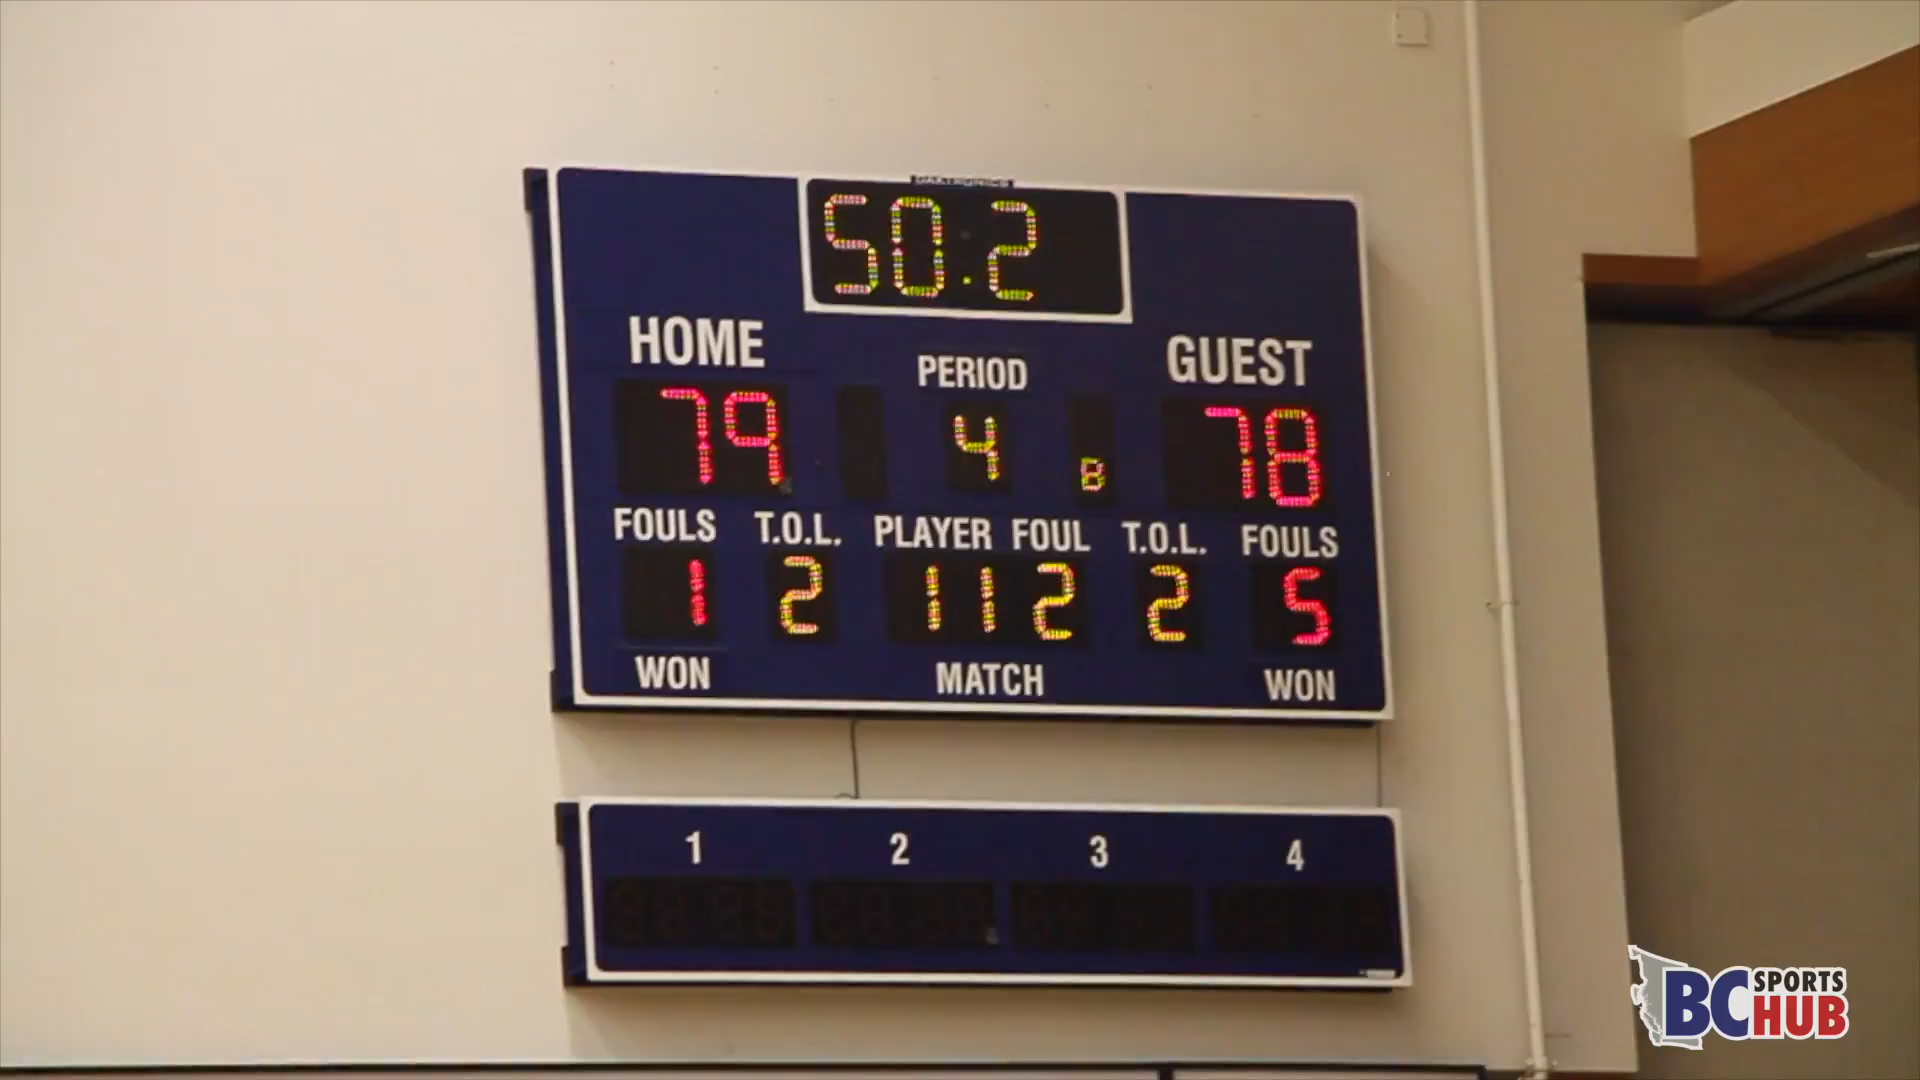 DAKTRONICS
50.2
HOME
PERIOD
GUEST
79
4
B
78
FOULS T.O.L. PLAYER FOUL T.O.L. FOULS
1 2 11 2 2 5
WON MATCH WON
1 2 3 4
BC SPORTS HUB